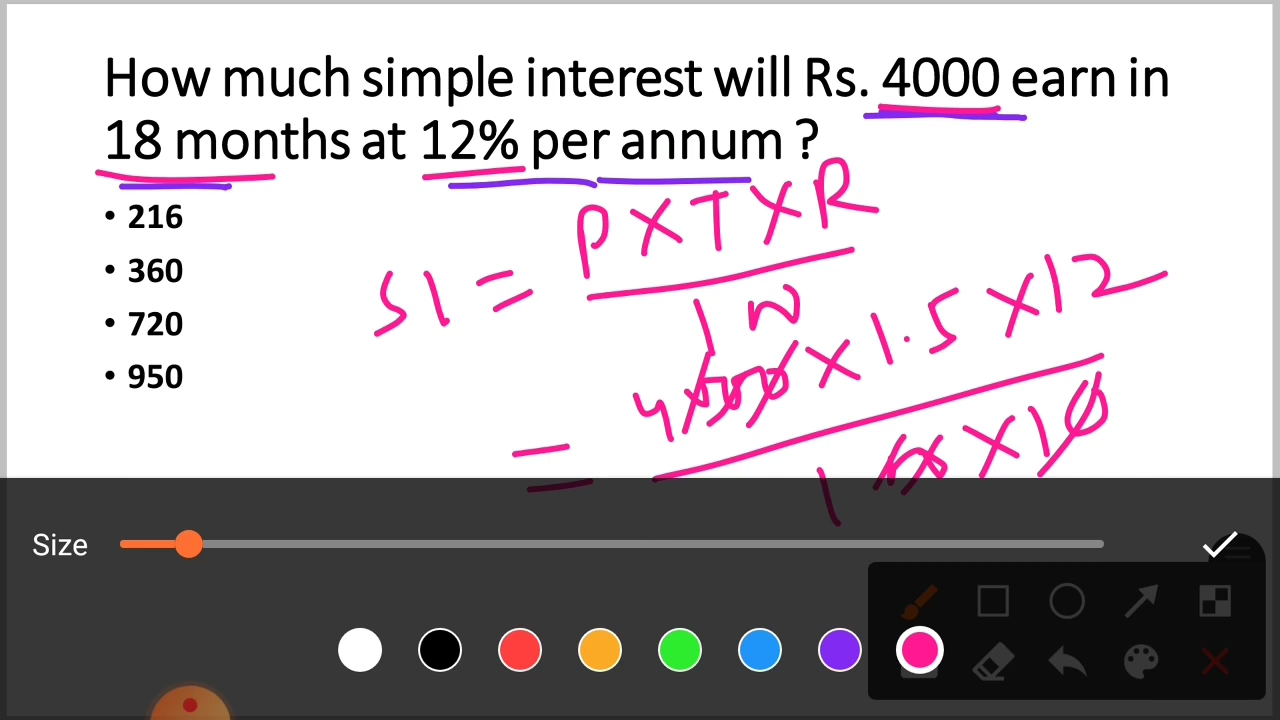 How much simple interest will Rs. 4000 earn in
18 months at 12% per annum ?
• 216
• 360
• 720
• 950
SI = P X T X R
100
= 4000 X 1.5 X 12
100 X 10
Size